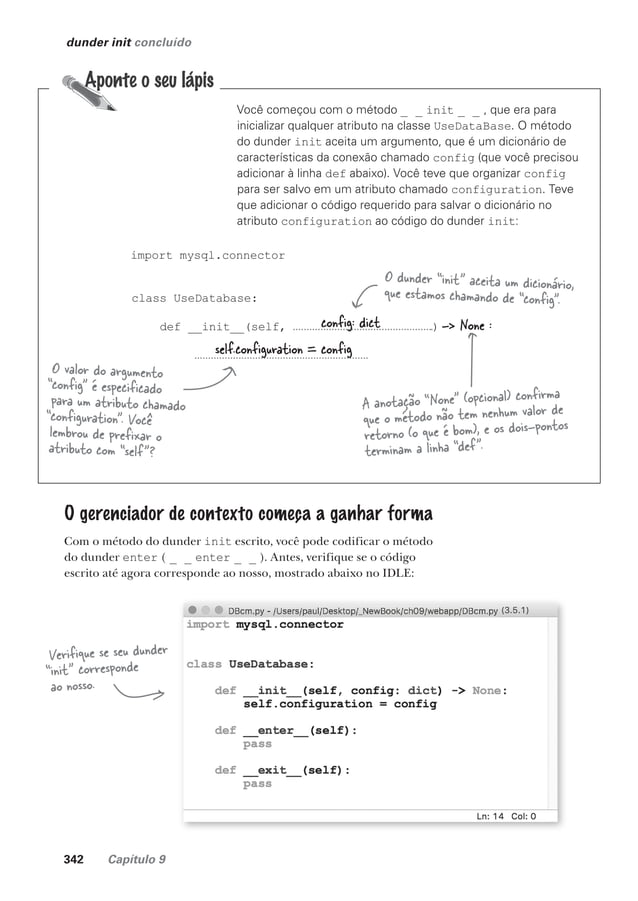 dunder init concluído
Aponte o seu lápis
Você começou com o método _ _ init _ _ , que era para
inicializar qualquer atributo na classe UseDataBase. O método
do dunder init aceita um argumento, que é um dicionário de
características da conexão chamado config (que você precisou
adicionar à linha def abaixo). Você teve que organizar config
para ser salvo em um atributo chamado configuration. Teve
que adicionar o código requerido para salvar o dicionário no
atributo configuration ao código do dunder init:
import mysql.connector
O dunder “init” aceita um dicionário,
que estamos chamando de “config”.
class UseDatabase:
def __init__(self, config: dict) -> None :
self.configuration = config
O valor do argumento
“config” é especificado
para um atributo chamado
“configuration”. Você
lembrou de prefixar o
atributo com “self”?
A anotação “None” (opcional) confirma
que o método não tem nenhum valor de
retorno (o que é bom), e os dois-pontos
terminam a linha “def”.
O gerenciador de contexto começa a ganhar forma
Com o método do dunder init escrito, você pode codificar o método
do dunder enter ( _ _ enter _ _ ). Antes, verifique se o código
escrito até agora corresponde ao nosso, mostrado abaixo no IDLE:
DBcm.py - /Users/paul/Desktop/_NewBook/ch09/webapp/DBcm.py (3.5.1)
import mysql.connector
class UseDatabase:
def __init__(self, config: dict) -> None:
self.configuration = config
def __enter__(self):
pass
def __exit__(self):
pass
Ln: 14 Col: 0
Verifique se seu dunder
“init” corresponde
ao nosso.
342 Capítulo 9